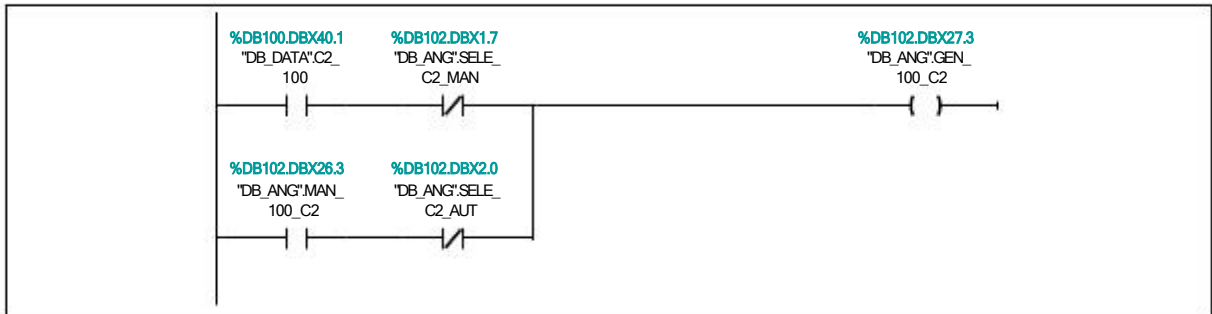 %DB100.DBX40.1 %DB102.DBX1.7 %DB102.DBX27.3
"DB_DATA".C2_ "DB_ANG".SELE_ "DB_ANG".GEN_
100 C2_MAN 100_C2
%DB102.DBX26.3 %DB102.DBX2.0
"DB_ANG".MAN_ "DB_ANG".SELE_
100_C2 C2_AUT